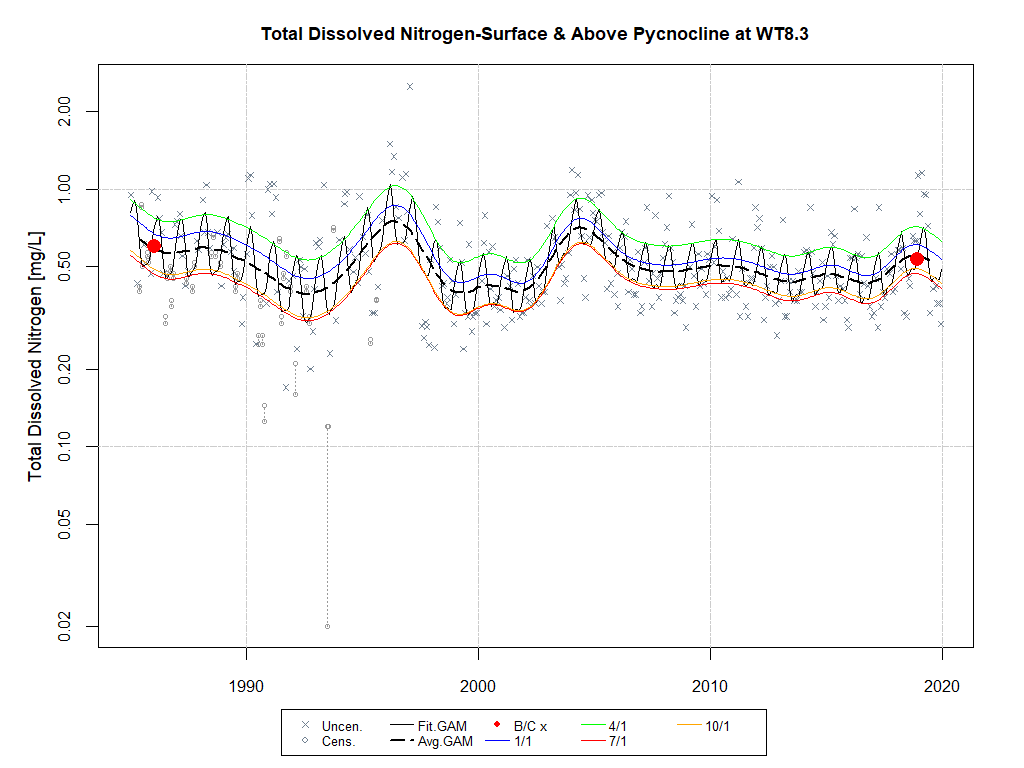 Total Dissolved Nitrogen-Surface & Above Pycnocline at WT8.3
Total Dissolved Nitrogen [mg/L]
2.00
1.00
0.50
0.20
0.10
0.05
0.02
1990 2000 2010 2020
Uncen. Fit.GAM B/C x 4/1 10/1
Cens. Avg.GAM 1/1 7/1